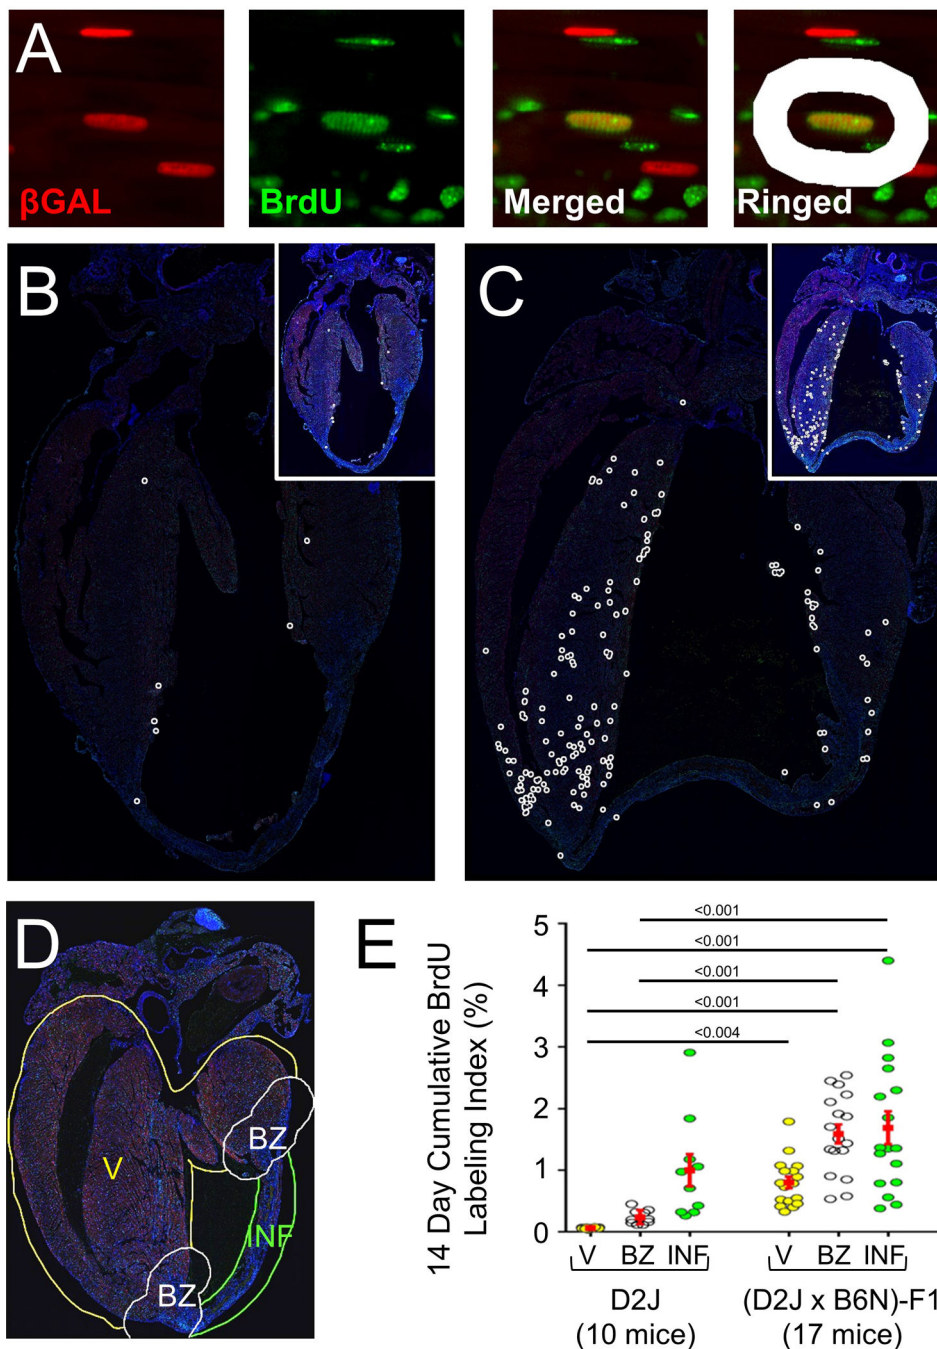 A
βGAL
BrdU
Merged
Ringed
B
C
D
V
BZ
INF
BZ
E
14 Day Cumulative BrdU
Labeling Index (%)
5
4
3
2
1
0
<0.001
<0.001
<0.001
<0.001
<0.004
V BZ INF V BZ INF
D2J (D2J x B6N)-F1
(10 mice) (17 mice)